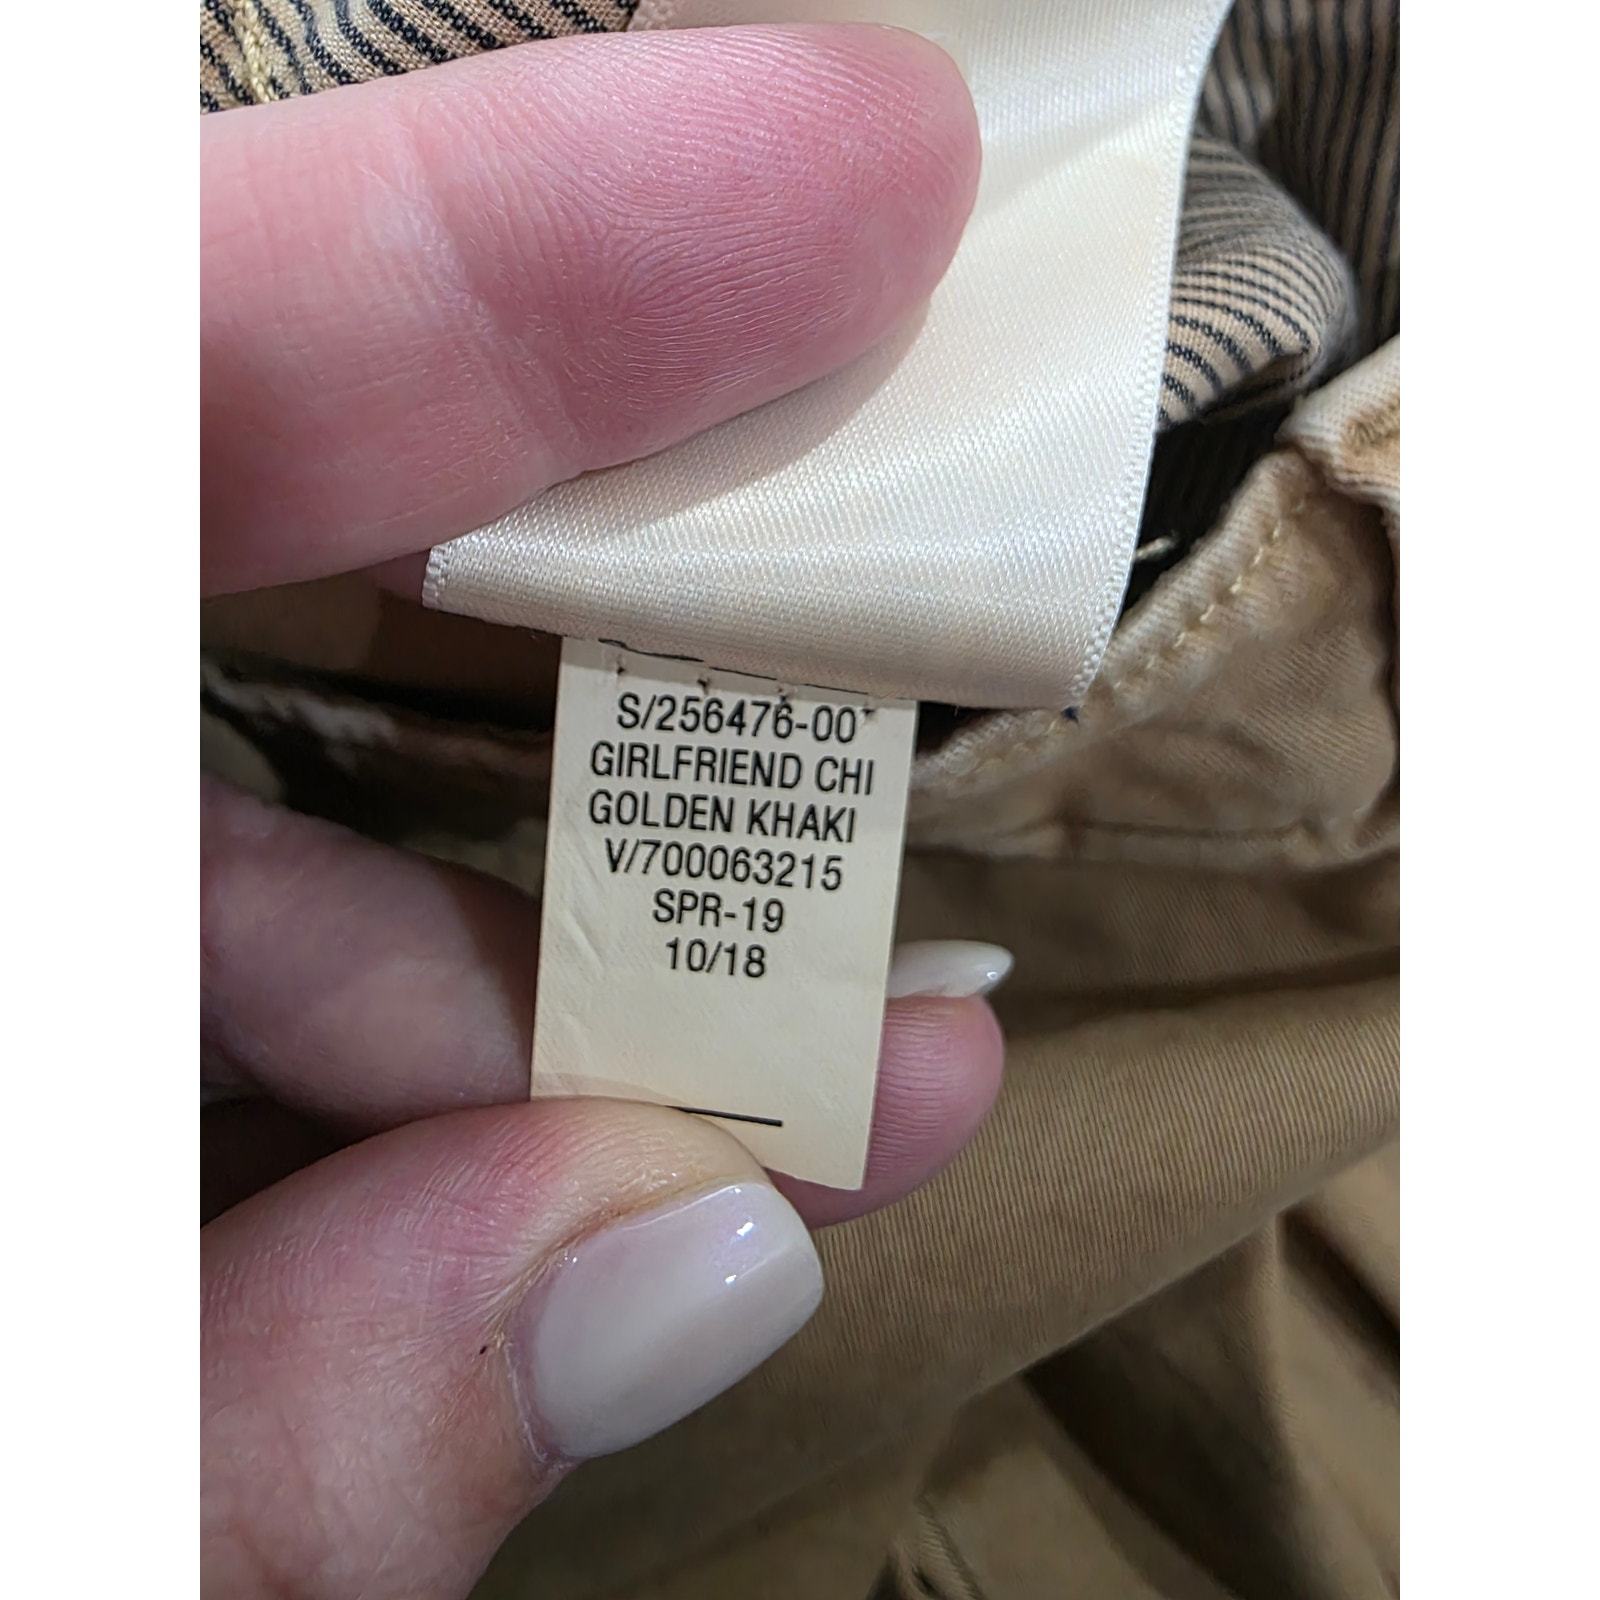 S/256476-00
GIRLFRIEND CHI
GOLDEN KHAKI
V/700063215
SPR-19
10/18